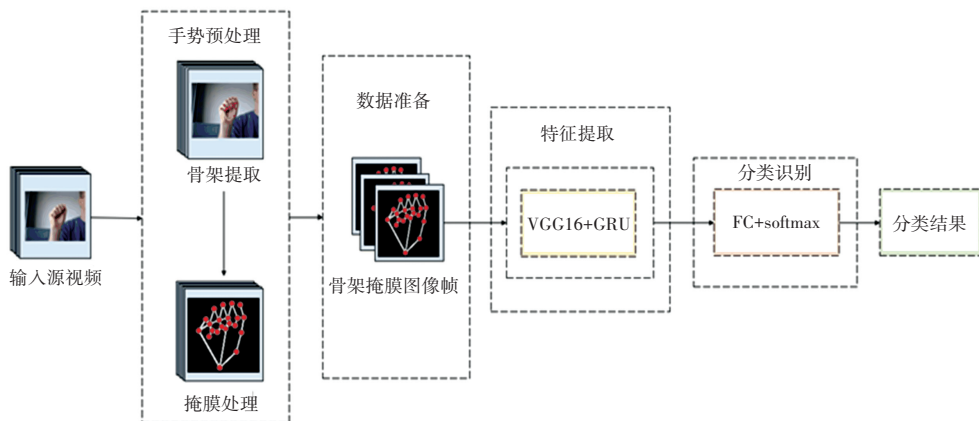 输入源视频
手势预处理
骨架提取
掩膜处理
数据准备
骨架掩膜图像帧
特征提取
VGG16+GRU
分类识别
FC+softmax
分类结果